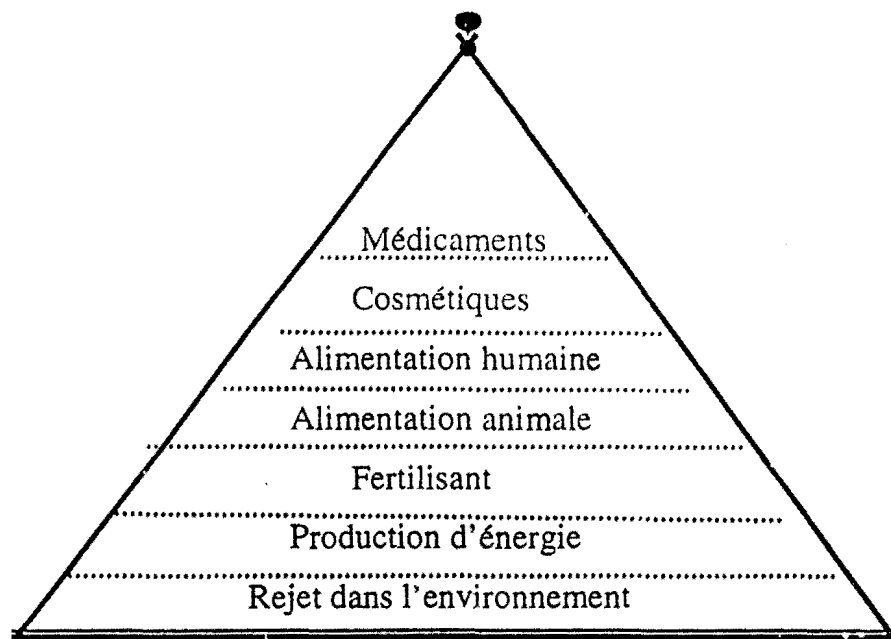 Médicaments
Cosmétiques
Alimentation humaine
Alimentation animale
Fertilisant
Production d'énergie
Rejet dans l'environnement